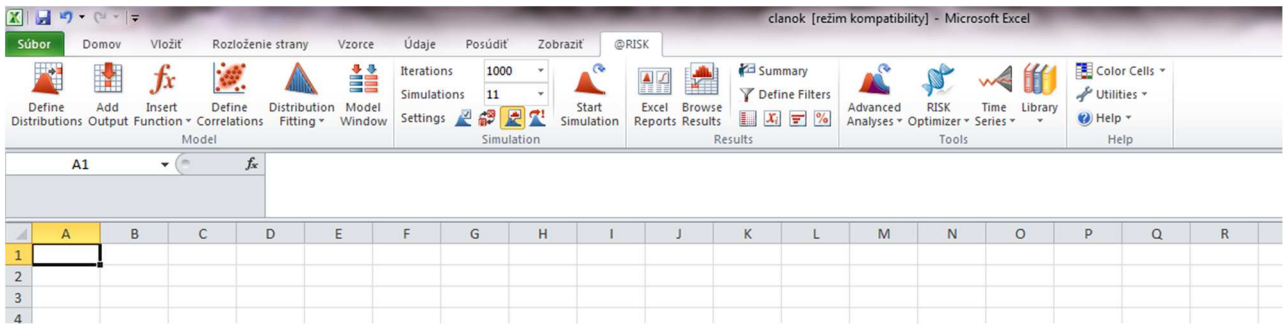 clanok [režim kompatibility] - Microsoft Excel
Súbor Domov Vložiť Rozloženie strany Vzorce Údaje Posúdiť Zobraziť @RISK
Define Distributions
Add Output
Insert Function
Define Correlations
Distribution Fitting
Model Window
Model
Iterations 1000
Simulations 11
Settings
Start Simulation
Simulation
Excel Reports
Browse Results
Summary
Define Filters
Results
Advanced Analyses
RISK Optimizer
Time Series
Library
Tools
Color Cells
Utilities
Help
Help
A1 fx
A B C D E F G H I J K L M N O P Q R
1
2
3
4